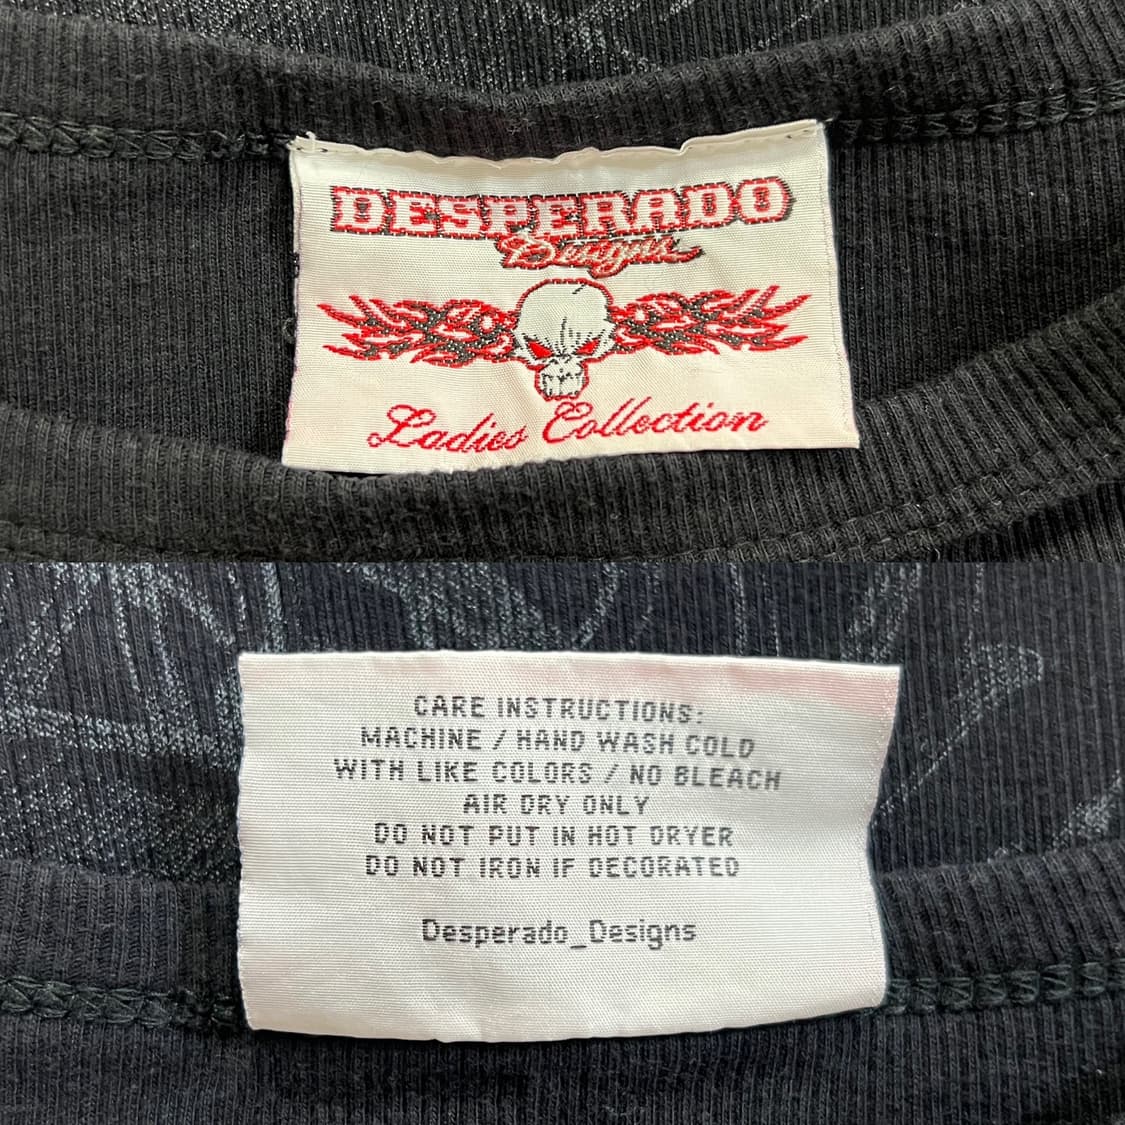 DESPERADO
Designs
Ladies Collection
CARE INSTRUCTIONS:
MACHINE / HAND WASH COLD
WITH LIKE COLORS / NO BLEACH
AIR DRY ONLY
DO NOT PUT IN HOT DRYER
DO NOT IRON IF DECORATED
Desperado_Designs